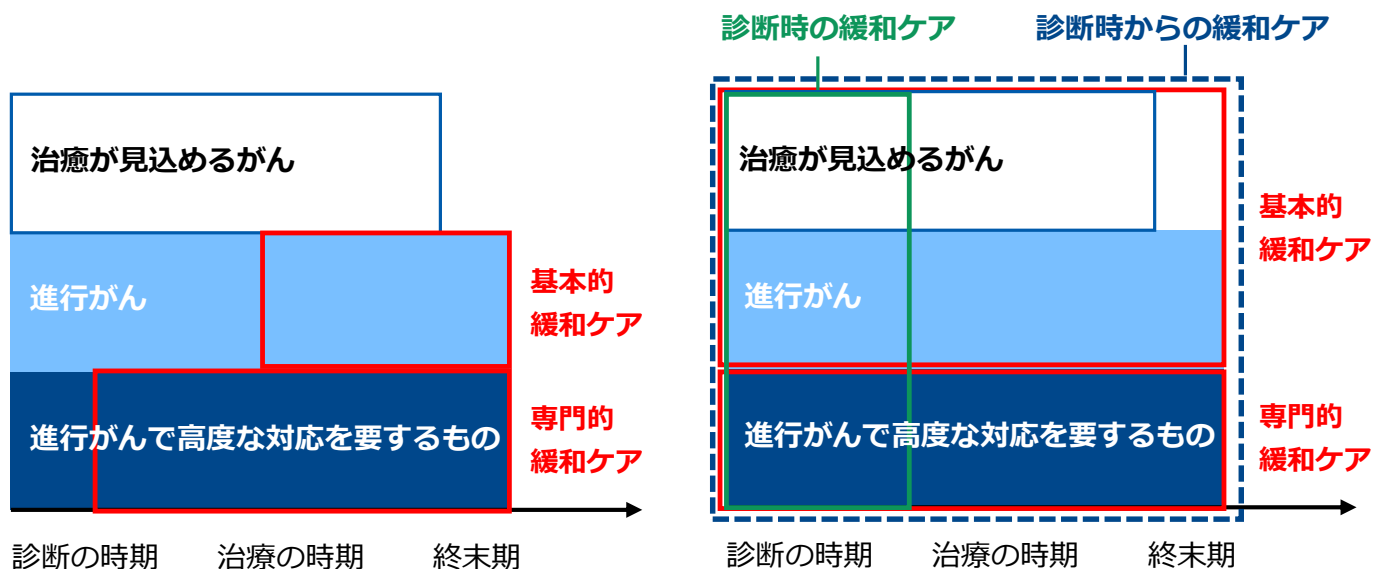 治癒が見込めるがん
進行がん
進行がんで高度な対応を要するもの
基本的
緩和ケア
専門的
緩和ケア
診断の時期
治療の時期
終末期
診断時の緩和ケア
診断時からの緩和ケア
治癒が見込めるがん
進行がん
進行がんで高度な対応を要するもの
基本的
緩和ケア
専門的
緩和ケア
診断の時期
治療の時期
終末期